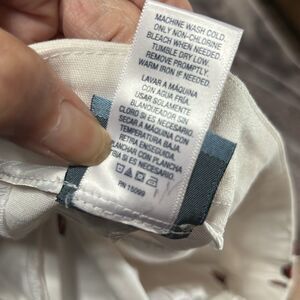 MACHINE WASH COLD.
ONLY NON-CHLORINE
BLEACH WHEN NEEDED.
TUMBLE DRY LOW.
REMOVE PROMPTLY.
WARM IRON IF NEEDED.
LAVAR A MÁQUINA
CON AGUA FRÍA.
USAR SOLAMENTE
BLANQUEADOR SIN
CLORO SI ES NECESARIO.
SECAR A MÁQUINA CON
TEMPERATURA BAJA.
RETIRA ENSEGUIDA.
PLANCHAR CON PLANCHA
TIBIA SI ES NECESARIO.
RN 15099